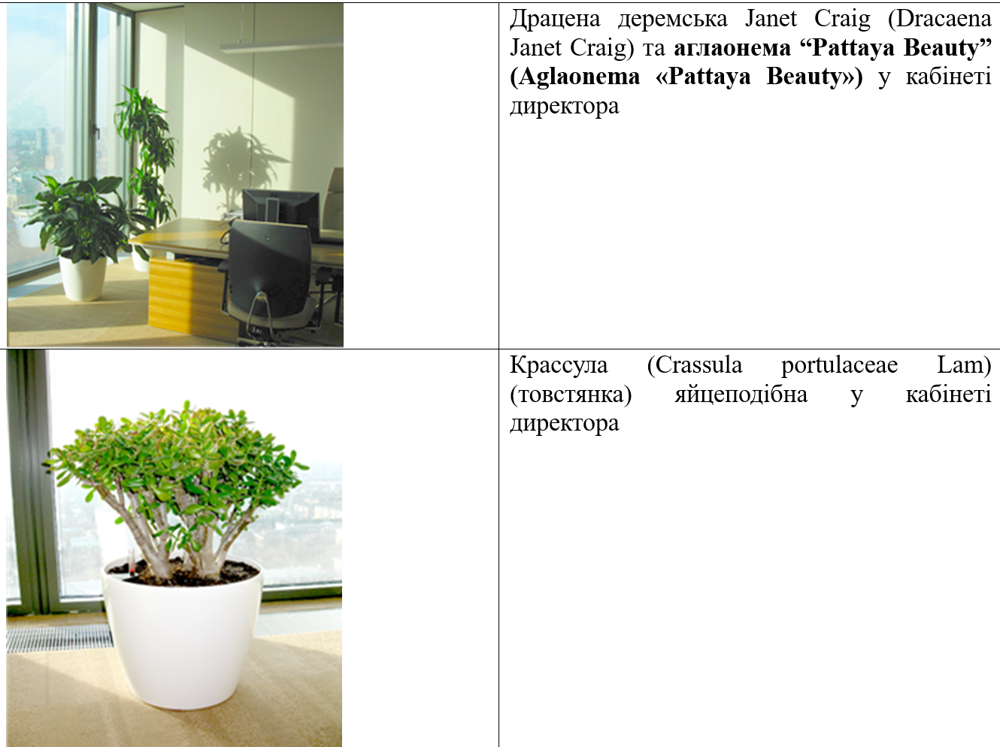 Драцена деремська Janet Craig (Dracaena
Janet Craig) та аглаонема “Pattaya Beauty”
(Aglaonema «Pattaya Beauty») у кабінеті
директора
Крассула (Crassula portulaceae Lam)
(товстянка) яйцеподібна у кабінеті
директора